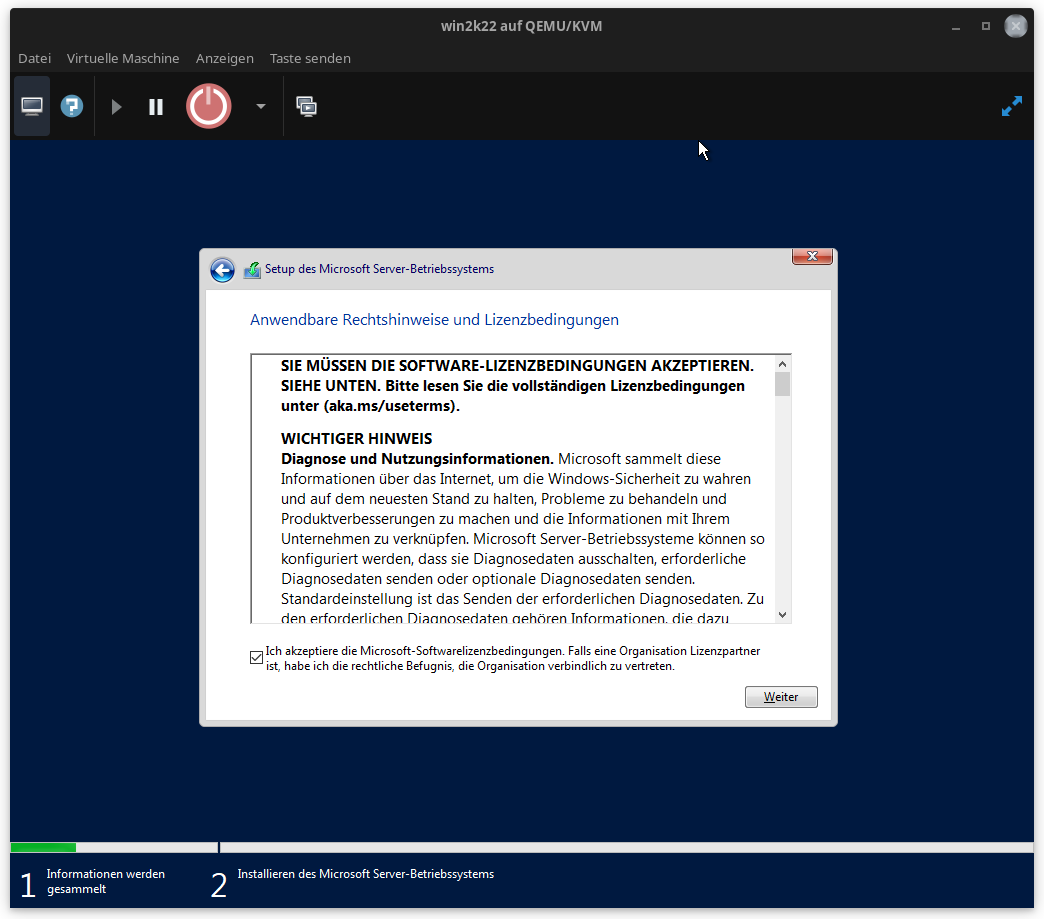 win2k22 auf QEMU/KVM
Datei Virtuelle Maschine Anzeigen Taste senden
Setup des Microsoft Server-Betriebssystems
Anwendbare Rechtshinweise und Lizenzbedingungen
SIE MÜSSEN DIE SOFTWARE-LIZENZBEDINGUNGEN AKZEPTIEREN.
SIEHE UNTEN. Bitte lesen Sie die vollständigen Lizenzbedingungen
unter (aka.ms/useterms).
WICHTIGER HINWEIS
Diagnose und Nutzungsinformationen. Microsoft sammelt diese
Informationen über das Internet, um die Windows-Sicherheit zu wahren
und auf dem neuesten Stand zu halten, Probleme zu behandeln und
Produktverbesserungen zu machen und die Informationen mit Ihrem
Unternehmen zu verknüpfen. Microsoft Server-Betriebssysteme können so
konfiguriert werden, dass sie Diagnosedaten ausschalten, erforderliche
Diagnosedaten senden oder optionale Diagnosedaten senden.
Standardeinstellung ist das Senden der erforderlichen Diagnosedaten. Zu
den erforderlichen Diagnosedaten gehören Informationen, die dazu
Ich akzeptiere die Microsoft-Softwarelizenzbedingungen. Falls eine Organisation Lizenzpartner
ist, habe ich die rechtliche Befugnis, die Organisation verbindlich zu vertreten.
Weiter
1 Informationen werden
gesammelt
2 Installieren des Microsoft Server-Betriebssystems